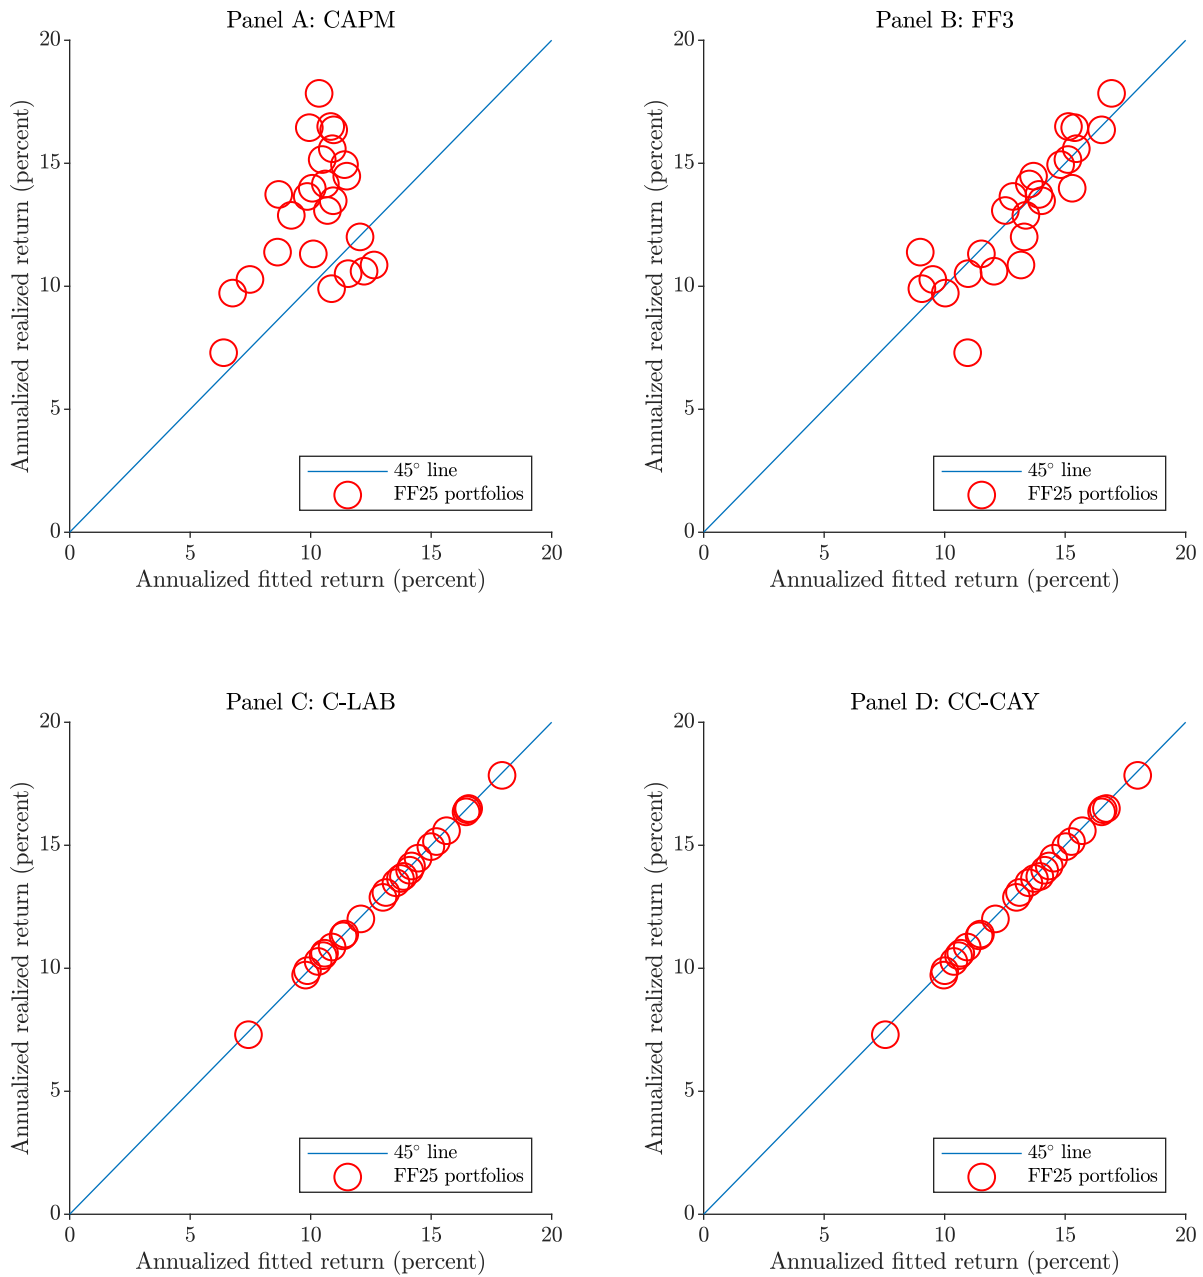 Panel A: CAPM
20
15
10
5
0
0 5 10 15 20
Annualized realized return (percent)
Annualized fitted return (percent)
45° line
FF25 portfolios
Panel B: FF3
20
15
10
5
0
0 5 10 15 20
Annualized realized return (percent)
Annualized fitted return (percent)
45° line
FF25 portfolios
Panel C: C-LAB
20
15
10
5
0
0 5 10 15 20
Annualized realized return (percent)
Annualized fitted return (percent)
45° line
FF25 portfolios
Panel D: CC-CAY
20
15
10
5
0
0 5 10 15 20
Annualized realized return (percent)
Annualized fitted return (percent)
45° line
FF25 portfolios